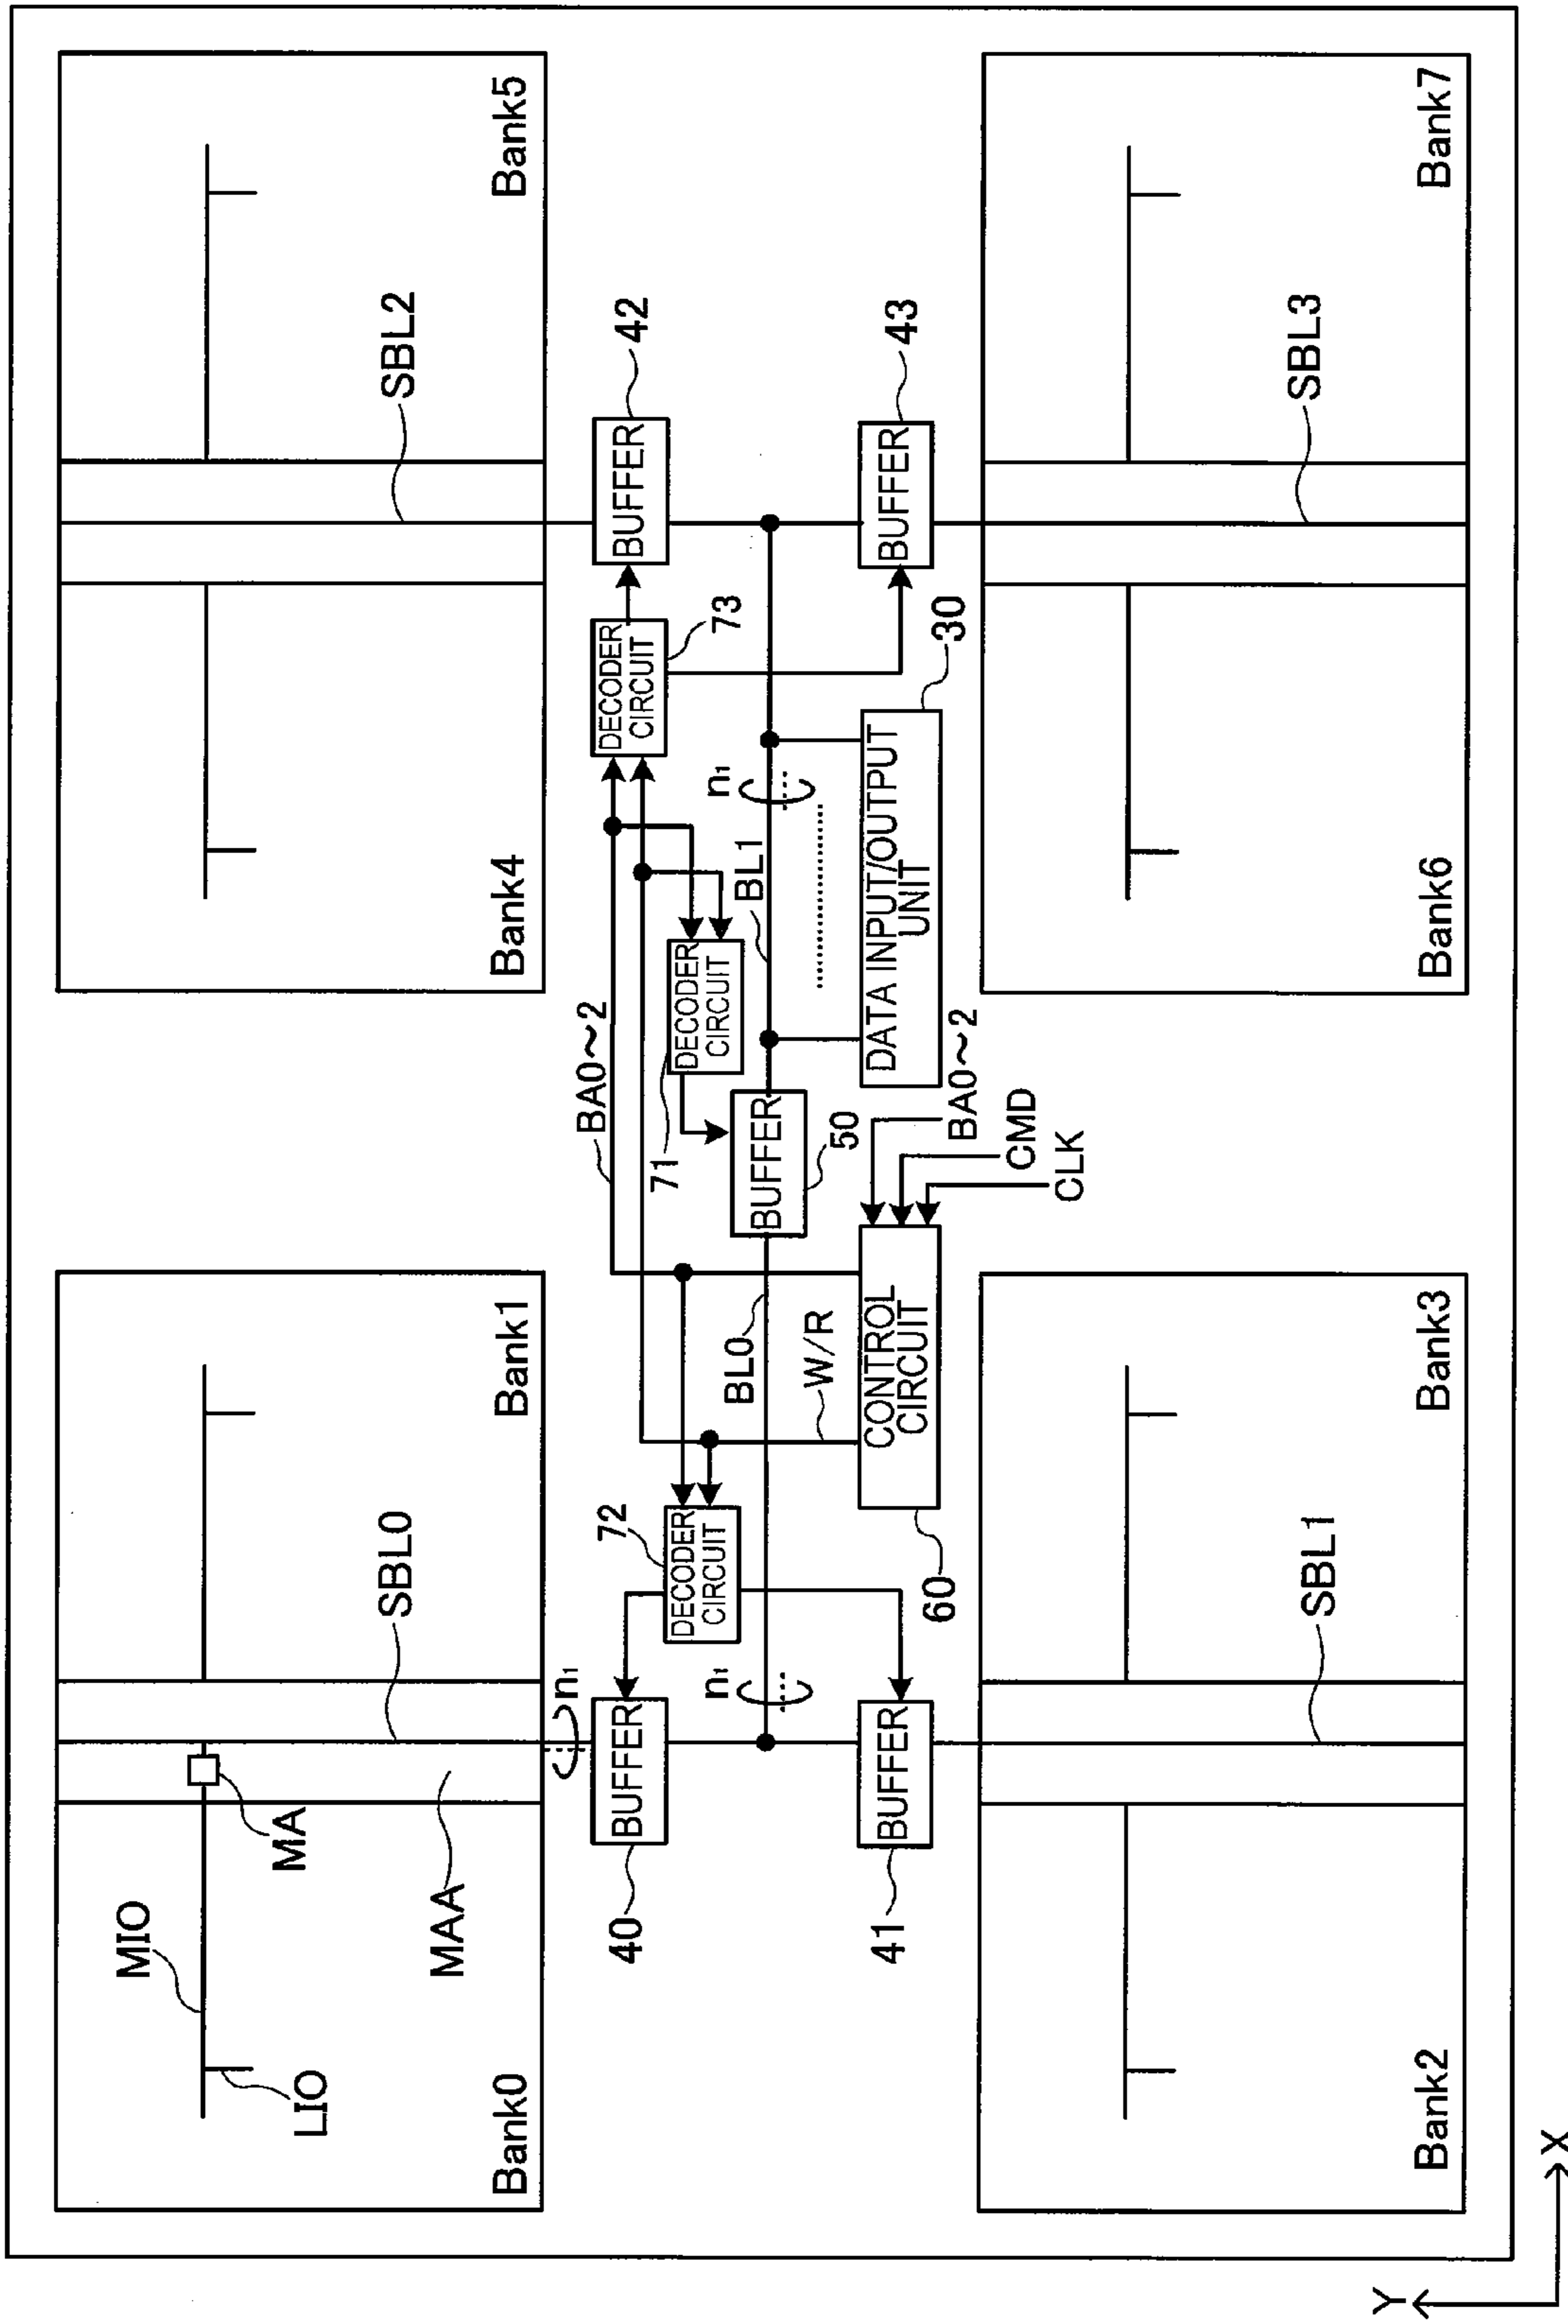 Bank0
Bank1
Bank4
Bank5
MIO
LIO
MA
MAA
SBL0
SBL2
n1
40
BUFFER
72
DECODER
CIRCUIT
BA0~2
71
DECODER
CIRCUIT
DECODER
CIRCUIT
73
BUFFER
42
n1
BL0
BUFFER
50
BL1
n1
W/R
41
BUFFER
60
CONTROL
CIRCUIT
BA0~2
CMD
CLK
DATA INPUT/OUTPUT
UNIT
30
BUFFER
43
SBL1
SBL3
Bank2
Bank3
Bank6
Bank7
Y
X